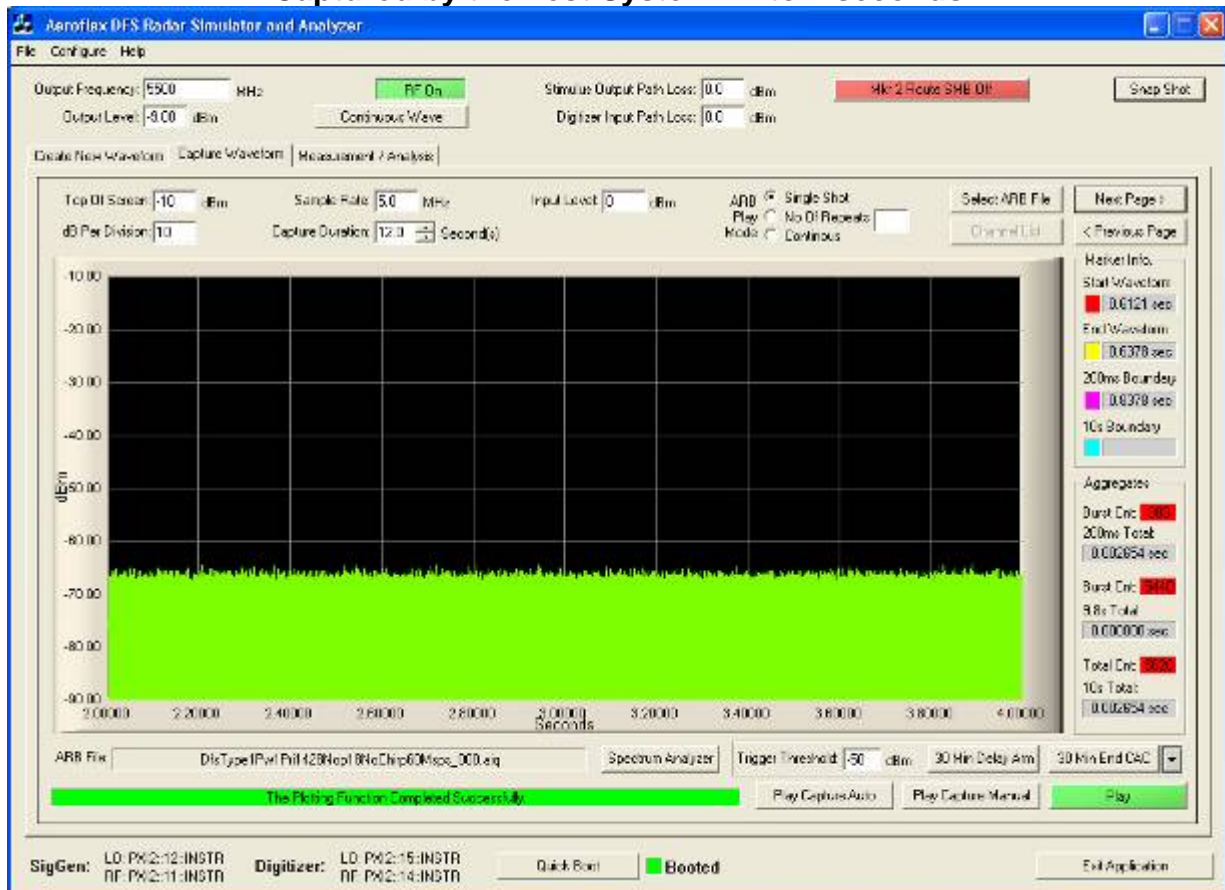 Aeroflex DFS Radar Simulator and Analyzer
File Configure Help
Output Frequency: 5500 MHz
RF On
Stimulus Output Path Loss: 0.0 dBm
Mkr 2 Route SMB Off
Snap Shot
Output Level: -9.00 dBm
Continuous Wave
Digitizer Input Path Loss: 0.0 dBm
Create New Waveform Capture Waveform Measurement / Analysis
Top Of Screen: -10 dBm
Sample Rate: 5.0 MHz
Input Level: 0 dBm
ARB Play Mode:
Single Shot
No Of Repeats
Continous
Select ARB File
Next Page >
dB Per Division: 10
Capture Duration: 12.0 Second(s)
Channel List
< Previous Page
Marker Info.
Start Waveform
0.6121 sec
End Waveform
0.6378 sec
200ms Boundary
0.8378 sec
10s Boundary
Aggregates
Burst Cnt:
200ms Total:
0.002654 sec
Burst Cnt:
9.8s Total
0.000000 sec
Total Cnt:
10s Total:
0.002654 sec
-10.00
-20.00
-30.00
-40.00
-50.00
-60.00
-70.00
-80.00
-90.00
dBm
2.00000 2.20000 2.40000 2.60000 2.80000 3.00000 3.20000 3.40000 3.60000 3.80000 4.00000
Seconds
ARB File:
Spectrum Analyzer
Trigger Threshold: -50 dBm
30 Min Delay Arm
30 Min End CAC
The Plotting Function Completed Successfully.
Play Capture Auto
Play Capture Manual
Play
SigGen: LO: PXI2::12::INSTR
RF: PXI2::11::INSTR
Digitizer: LO: PXI2::15::INSTR
RF: PXI2::14::INSTR
Quick Boot
Booted
Exit Application